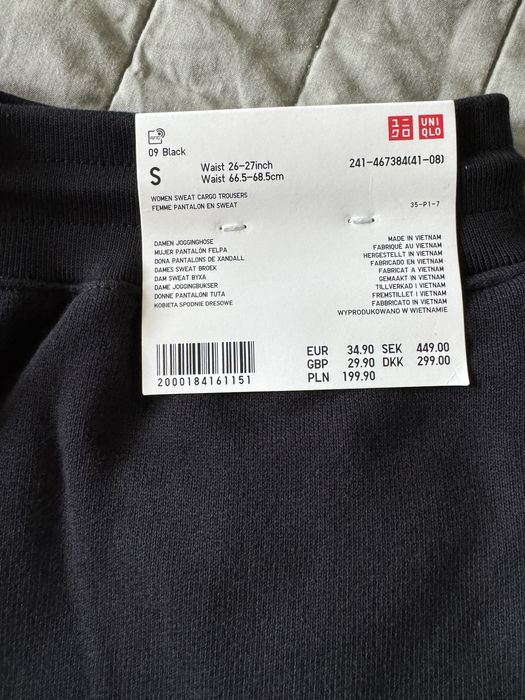 ユニ
クロ
UNI
QLO
RFID
09 Black
S
Waist 26-27inch
Waist 66.5-68.5cm
241-467384(41-08)
WOMEN SWEAT CARGO TROUSERS
FEMME PANTALON EN SWEAT
35-P1-7
DAMEN JOGGINGHOSE
MUJER PANTALÓN FELPA
DONA PANTALONS DE XANDALL
DAMES SWEAT BROEK
DAM SWEAT BYXA
DAME JOGGINGBUKSER
DONNE PANTALONI TUTA
KOBIETA SPODNIE DRESOWE
MADE IN VIETNAM
FABRIQUÉ AU VIETNAM
HERGESTELLT IN VIETNAM
FABRICADO EN VIETNAM
FABRICAT A VIETNAM
GEMAAKT IN VIETNAM
TILLVERKAD I VIETNAM
FREMSTILLET I VIETNAM
FABBRICATO IN VIETNAM
WYPRODUKOWANO W WIETNAMIE
2000184161151
EUR 34.90 SEK 449.00
GBP 29.90 DKK 299.00
PLN 199.90